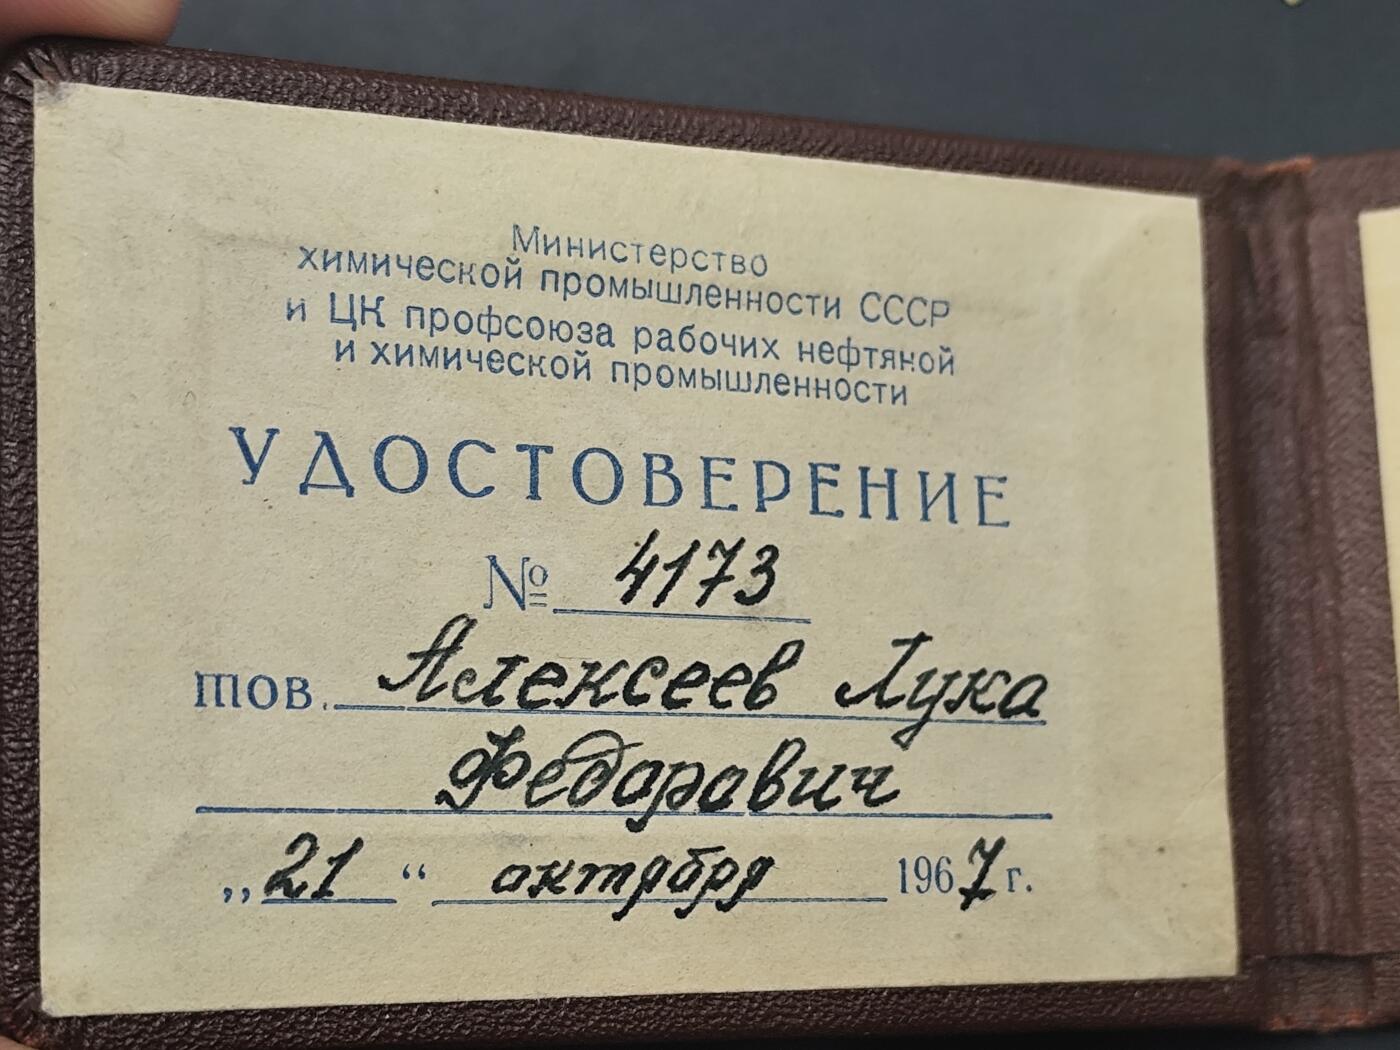 Министерство
химической промышленности СССР
и ЦК профсоюза рабочих нефтяной
и химической промышленности
УДОСТОВЕРЕНИЕ
№ 4173
тов. Алексеев Лука
Федаравич
„21“ октября 1967 г.